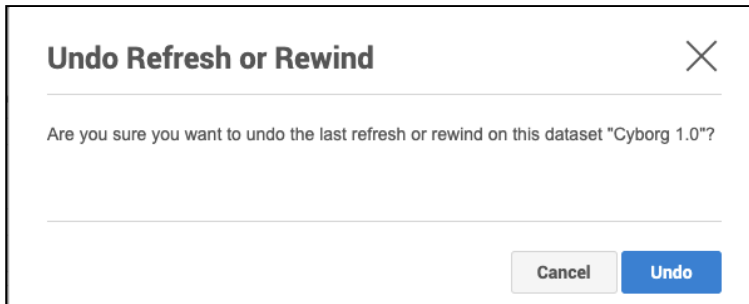 Undo Refresh or Rewind
Are you sure you want to undo the last refresh or rewind on this dataset "Cyborg 1.0"?
Cancel Undo